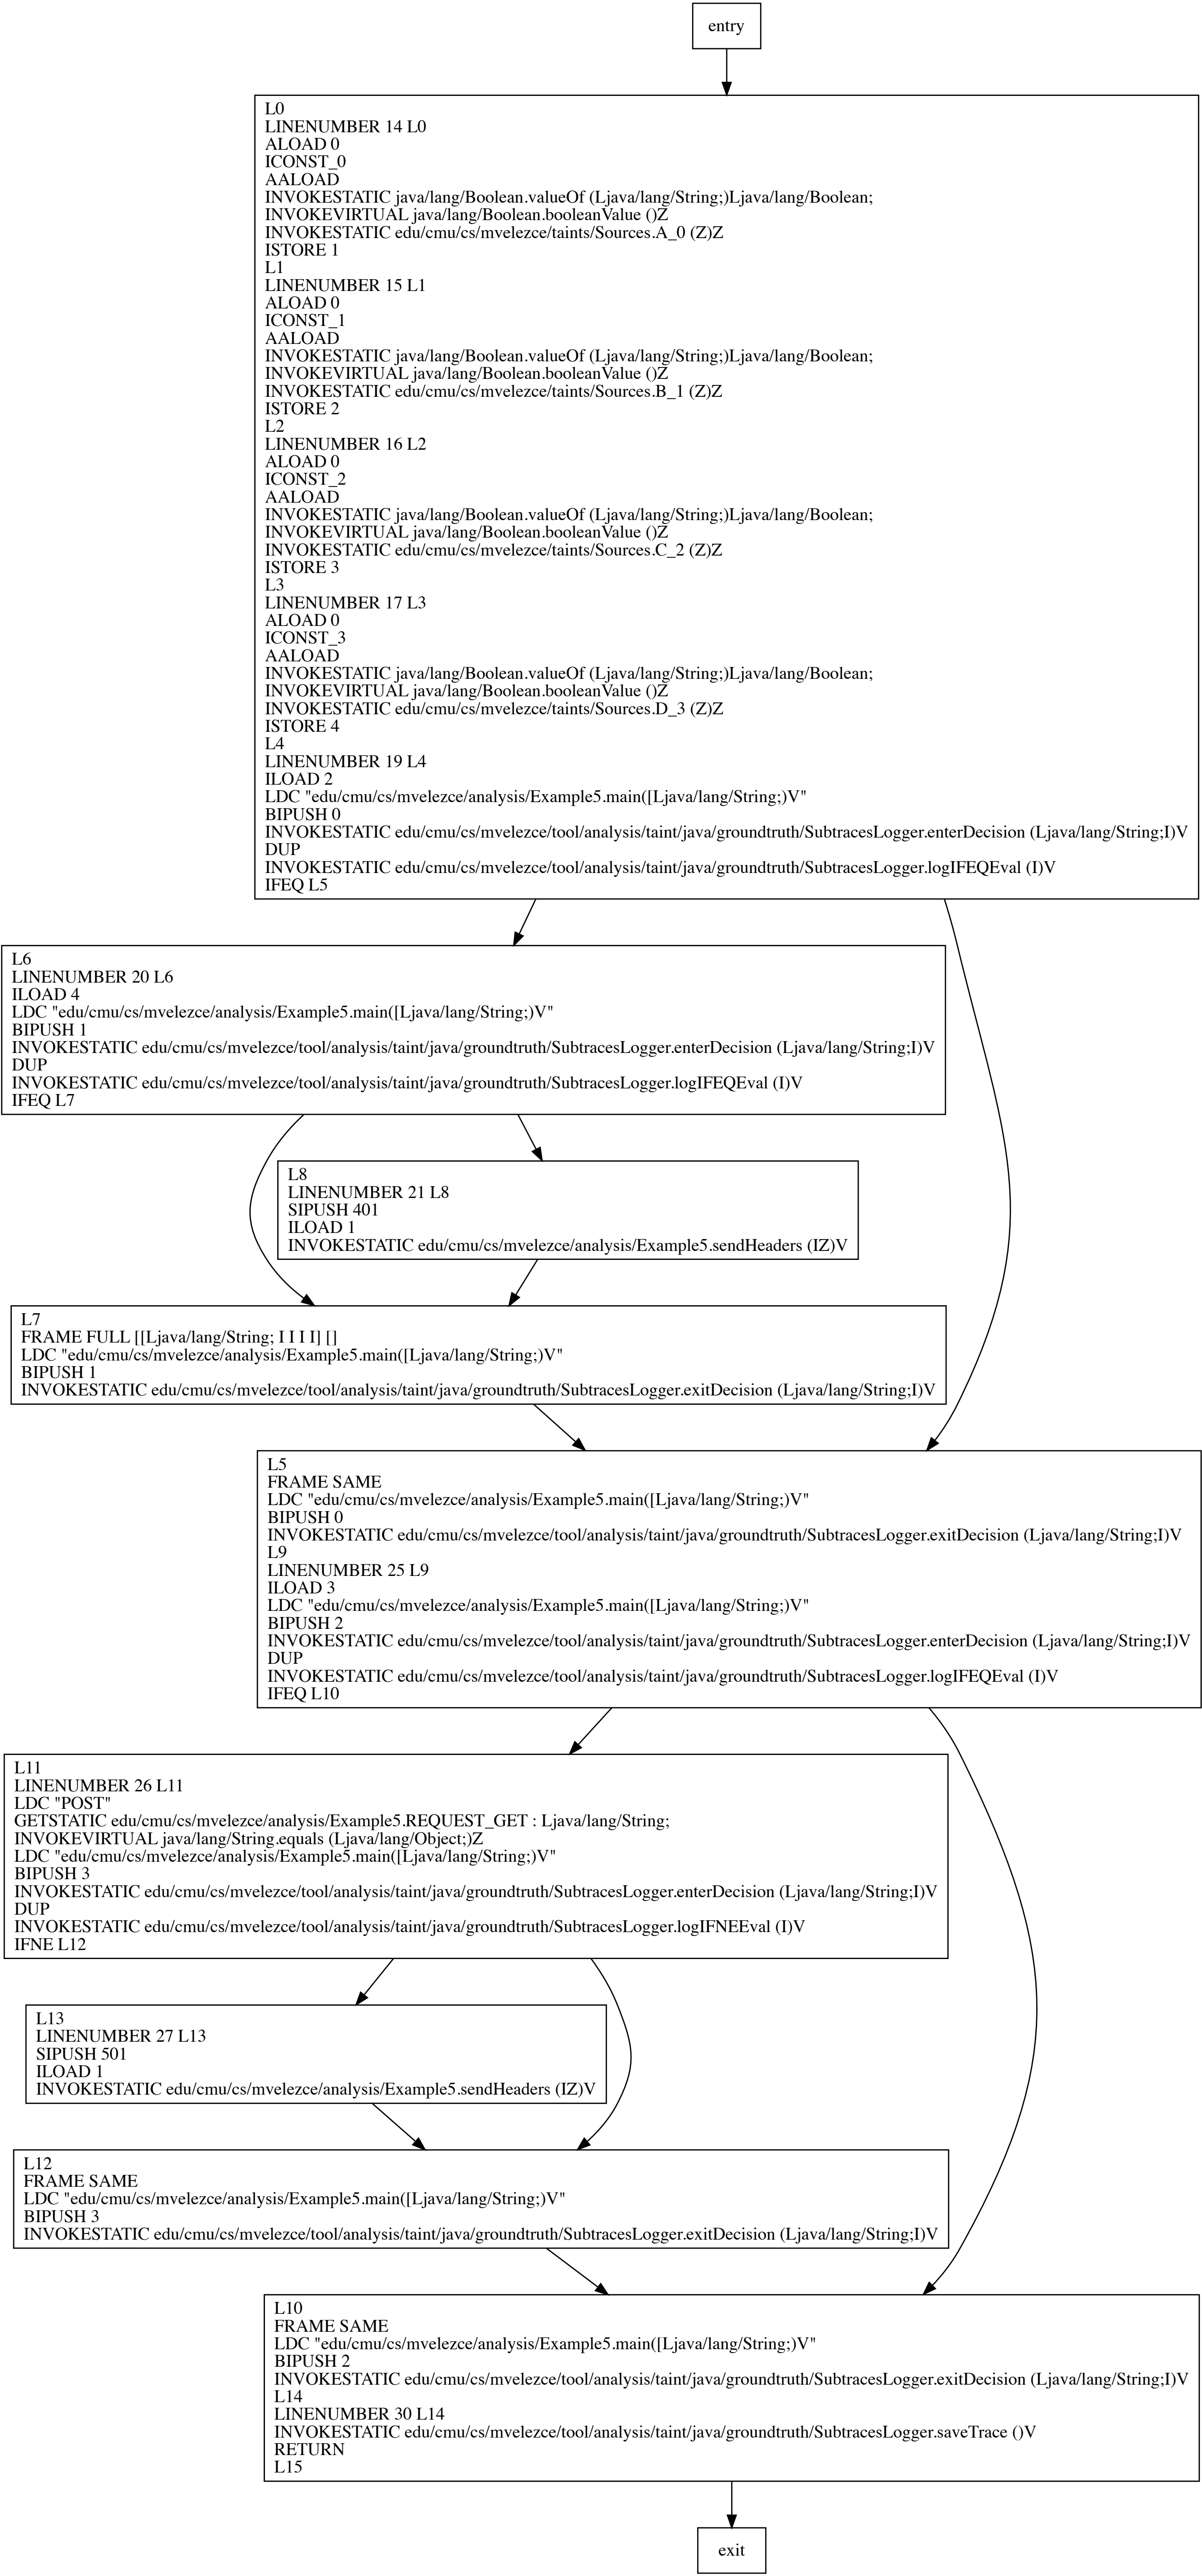 entry
L0
LINENUMBER 14 L0
ALOAD 0
ICONST_0
AALOAD
INVOKESTATIC java/lang/Boolean.valueOf (Ljava/lang/String;)Ljava/lang/Boolean;
INVOKEVIRTUAL java/lang/Boolean.booleanValue ()Z
INVOKESTATIC edu/cmu/cs/mvelezce/taints/Sources.A_0 (Z)Z
ISTORE 1
L1
LINENUMBER 15 L1
ALOAD 0
ICONST_1
AALOAD
INVOKESTATIC java/lang/Boolean.valueOf (Ljava/lang/String;)Ljava/lang/Boolean;
INVOKEVIRTUAL java/lang/Boolean.booleanValue ()Z
INVOKESTATIC edu/cmu/cs/mvelezce/taints/Sources.B_1 (Z)Z
ISTORE 2
L2
LINENUMBER 16 L2
ALOAD 0
ICONST_2
AALOAD
INVOKESTATIC java/lang/Boolean.valueOf (Ljava/lang/String;)Ljava/lang/Boolean;
INVOKEVIRTUAL java/lang/Boolean.booleanValue ()Z
INVOKESTATIC edu/cmu/cs/mvelezce/taints/Sources.C_2 (Z)Z
ISTORE 3
L3
LINENUMBER 17 L3
ALOAD 0
ICONST_3
AALOAD
INVOKESTATIC java/lang/Boolean.valueOf (Ljava/lang/String;)Ljava/lang/Boolean;
INVOKEVIRTUAL java/lang/Boolean.booleanValue ()Z
INVOKESTATIC edu/cmu/cs/mvelezce/taints/Sources.D_3 (Z)Z
ISTORE 4
L4
LINENUMBER 19 L4
ILOAD 2
LDC "edu/cmu/cs/mvelezce/analysis/Example5.main([Ljava/lang/String;)V"
BIPUSH 0
INVOKESTATIC edu/cmu/cs/mvelezce/tool/analysis/taint/java/groundtruth/SubtracesLogger.enterDecision (Ljava/lang/String;I)V
DUP
INVOKESTATIC edu/cmu/cs/mvelezce/tool/analysis/taint/java/groundtruth/SubtracesLogger.logIFEQEval (I)V
IFEQ L5
L6
LINENUMBER 20 L6
ILOAD 4
LDC "edu/cmu/cs/mvelezce/analysis/Example5.main([Ljava/lang/String;)V"
BIPUSH 1
INVOKESTATIC edu/cmu/cs/mvelezce/tool/analysis/taint/java/groundtruth/SubtracesLogger.enterDecision (Ljava/lang/String;I)V
DUP
INVOKESTATIC edu/cmu/cs/mvelezce/tool/analysis/taint/java/groundtruth/SubtracesLogger.logIFEQEval (I)V
IFEQ L7
L8
LINENUMBER 21 L8
SIPUSH 401
ILOAD 1
INVOKESTATIC edu/cmu/cs/mvelezce/analysis/Example5.sendHeaders (IZ)V
L7
FRAME FULL [[Ljava/lang/String; I I I I] []
LDC "edu/cmu/cs/mvelezce/analysis/Example5.main([Ljava/lang/String;)V"
BIPUSH 1
INVOKESTATIC edu/cmu/cs/mvelezce/tool/analysis/taint/java/groundtruth/SubtracesLogger.exitDecision (Ljava/lang/String;I)V
L5
FRAME SAME
LDC "edu/cmu/cs/mvelezce/analysis/Example5.main([Ljava/lang/String;)V"
BIPUSH 0
INVOKESTATIC edu/cmu/cs/mvelezce/tool/analysis/taint/java/groundtruth/SubtracesLogger.exitDecision (Ljava/lang/String;I)V
L9
LINENUMBER 25 L9
ILOAD 3
LDC "edu/cmu/cs/mvelezce/analysis/Example5.main([Ljava/lang/String;)V"
BIPUSH 2
INVOKESTATIC edu/cmu/cs/mvelezce/tool/analysis/taint/java/groundtruth/SubtracesLogger.enterDecision (Ljava/lang/String;I)V
DUP
INVOKESTATIC edu/cmu/cs/mvelezce/tool/analysis/taint/java/groundtruth/SubtracesLogger.logIFEQEval (I)V
IFEQ L10
L11
LINENUMBER 26 L11
LDC "POST"
GETSTATIC edu/cmu/cs/mvelezce/analysis/Example5.REQUEST_GET : Ljava/lang/String;
INVOKEVIRTUAL java/lang/String.equals (Ljava/lang/Object;)Z
LDC "edu/cmu/cs/mvelezce/analysis/Example5.main([Ljava/lang/String;)V"
BIPUSH 3
INVOKESTATIC edu/cmu/cs/mvelezce/tool/analysis/taint/java/groundtruth/SubtracesLogger.enterDecision (Ljava/lang/String;I)V
DUP
INVOKESTATIC edu/cmu/cs/mvelezce/tool/analysis/taint/java/groundtruth/SubtracesLogger.logIFNEEval (I)V
IFNE L12
L13
LINENUMBER 27 L13
SIPUSH 501
ILOAD 1
INVOKESTATIC edu/cmu/cs/mvelezce/analysis/Example5.sendHeaders (IZ)V
L12
FRAME SAME
LDC "edu/cmu/cs/mvelezce/analysis/Example5.main([Ljava/lang/String;)V"
BIPUSH 3
INVOKESTATIC edu/cmu/cs/mvelezce/tool/analysis/taint/java/groundtruth/SubtracesLogger.exitDecision (Ljava/lang/String;I)V
L10
FRAME SAME
LDC "edu/cmu/cs/mvelezce/analysis/Example5.main([Ljava/lang/String;)V"
BIPUSH 2
INVOKESTATIC edu/cmu/cs/mvelezce/tool/analysis/taint/java/groundtruth/SubtracesLogger.exitDecision (Ljava/lang/String;I)V
L14
LINENUMBER 30 L14
INVOKESTATIC edu/cmu/cs/mvelezce/tool/analysis/taint/java/groundtruth/SubtracesLogger.saveTrace ()V
RETURN
L15
exit